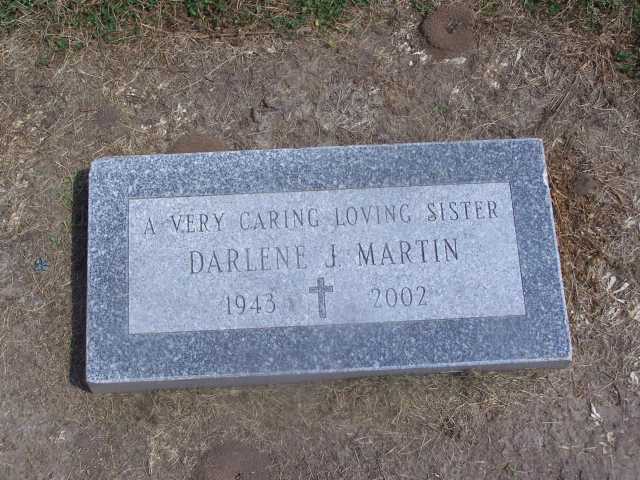 A VERY CARING LOVING SISTER
DARLENE J. MARTIN
1943 2002